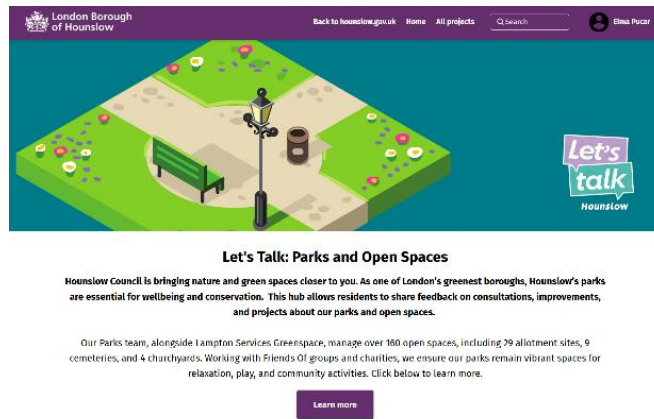 London Borough
of Hounslow
Back to hounslow.gov.uk Home All projects Search Elma Pucar
Let's
talk
Hounslow
Let's Talk: Parks and Open Spaces
Hounslow Council is bringing nature and green spaces closer to you. As one of London's greenest boroughs, Hounslow's parks
are essential for wellbeing and conservation. This hub allows residents to share feedback on consultations, improvements,
and projects about our parks and open spaces.
Our Parks team, alongside Lampton Services Greenspace, manage over 160 open spaces, including 29 allotment sites, 9
cemeteries, and 4 churchyards. Working with Friends Of groups and charities, we ensure our parks remain vibrant spaces for
relaxation, play, and community activities. Click below to learn more.
Learn more